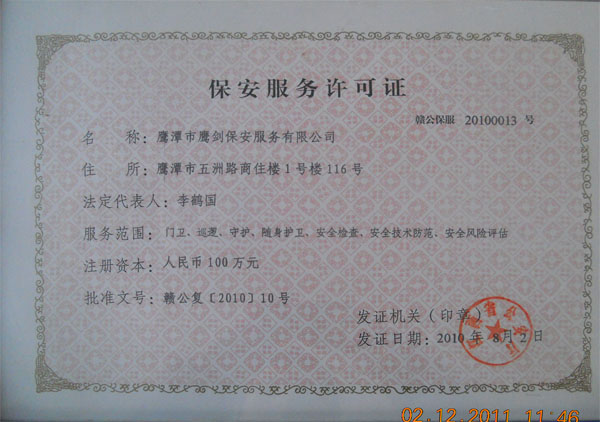 保安服务许可证
赣公保服 20100013 号
名 称: 鹰潭市鹰剑保安服务有限公司
住 所: 鹰潭市五洲路商住楼1号楼116号
法定代表人: 李鹤国
服务范围: 门卫、巡逻、守护、随身护卫、安全检查、安全技术防范、安全风险评估
注册资本: 人民币100万元
批准文号: 赣公复〔2010〕10号
发证机关(印章)
发证日期: 2010 年 8月2日
02.12.2011 11:46